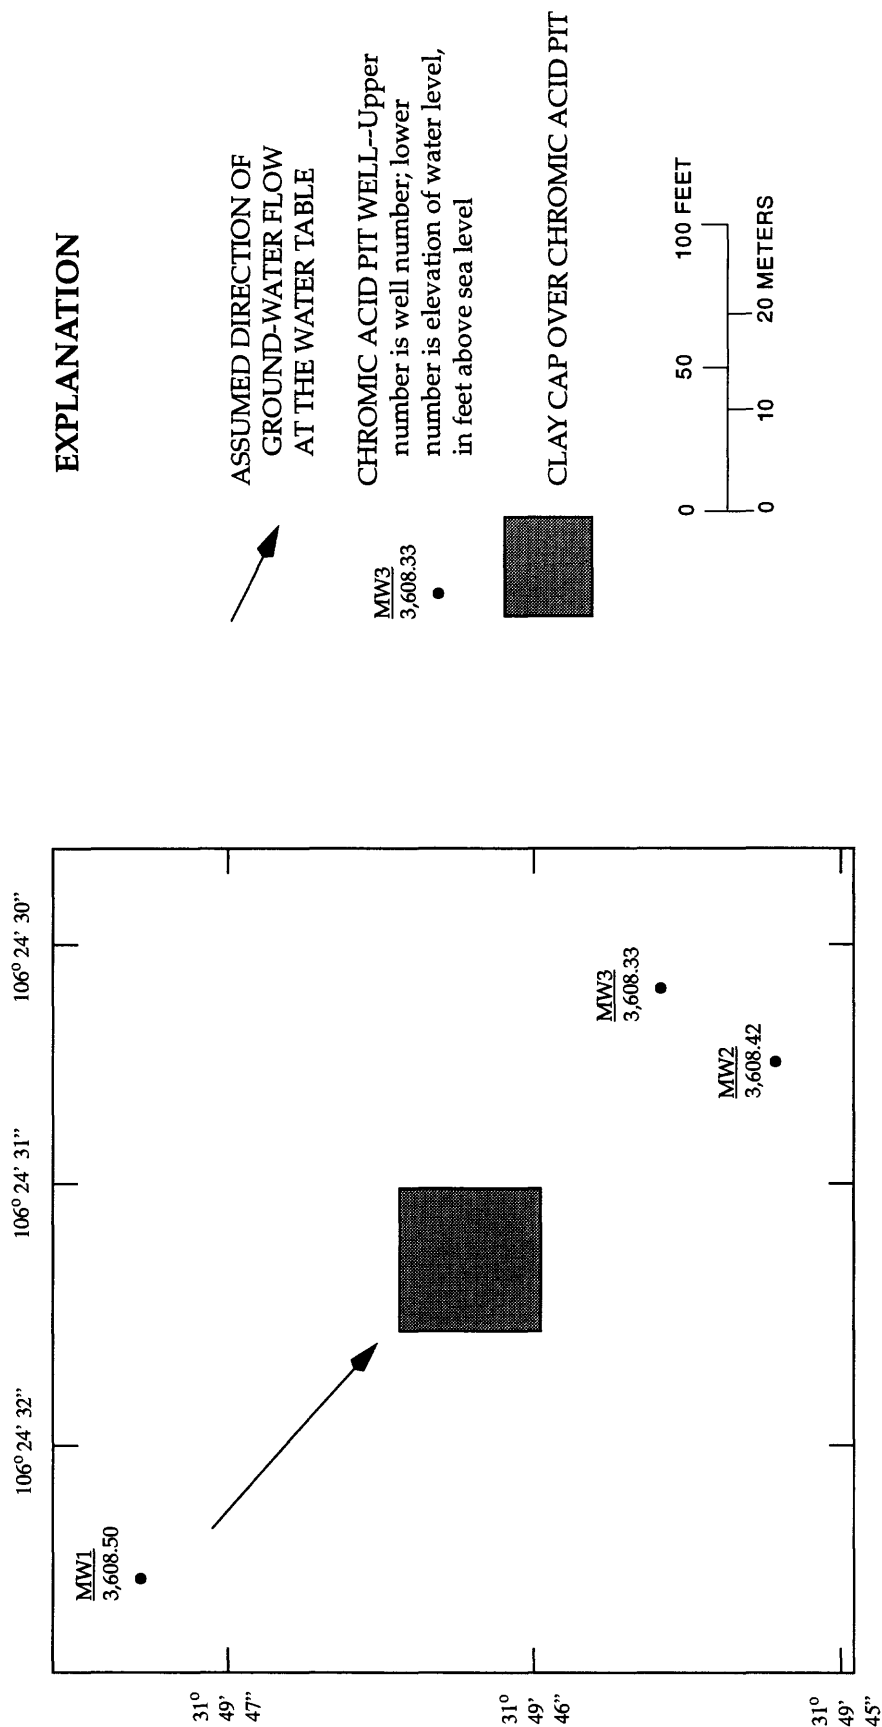 106° 24' 32"
106° 24' 31"
106° 24' 30"
31°
49'
47"
31°
49'
46"
31°
49'
45"
MW1
3,608.50
MW3
3,608.33
MW2
3,608.42
EXPLANATION
ASSUMED DIRECTION OF
GROUND-WATER FLOW
AT THE WATER TABLE
MW3
3,608.33
CHROMIC ACID PIT WELL--Upper
number is well number; lower
number is elevation of water level,
in feet above sea level
CLAY CAP OVER CHROMIC ACID PIT
0 50 100 FEET
0 10 20 METERS